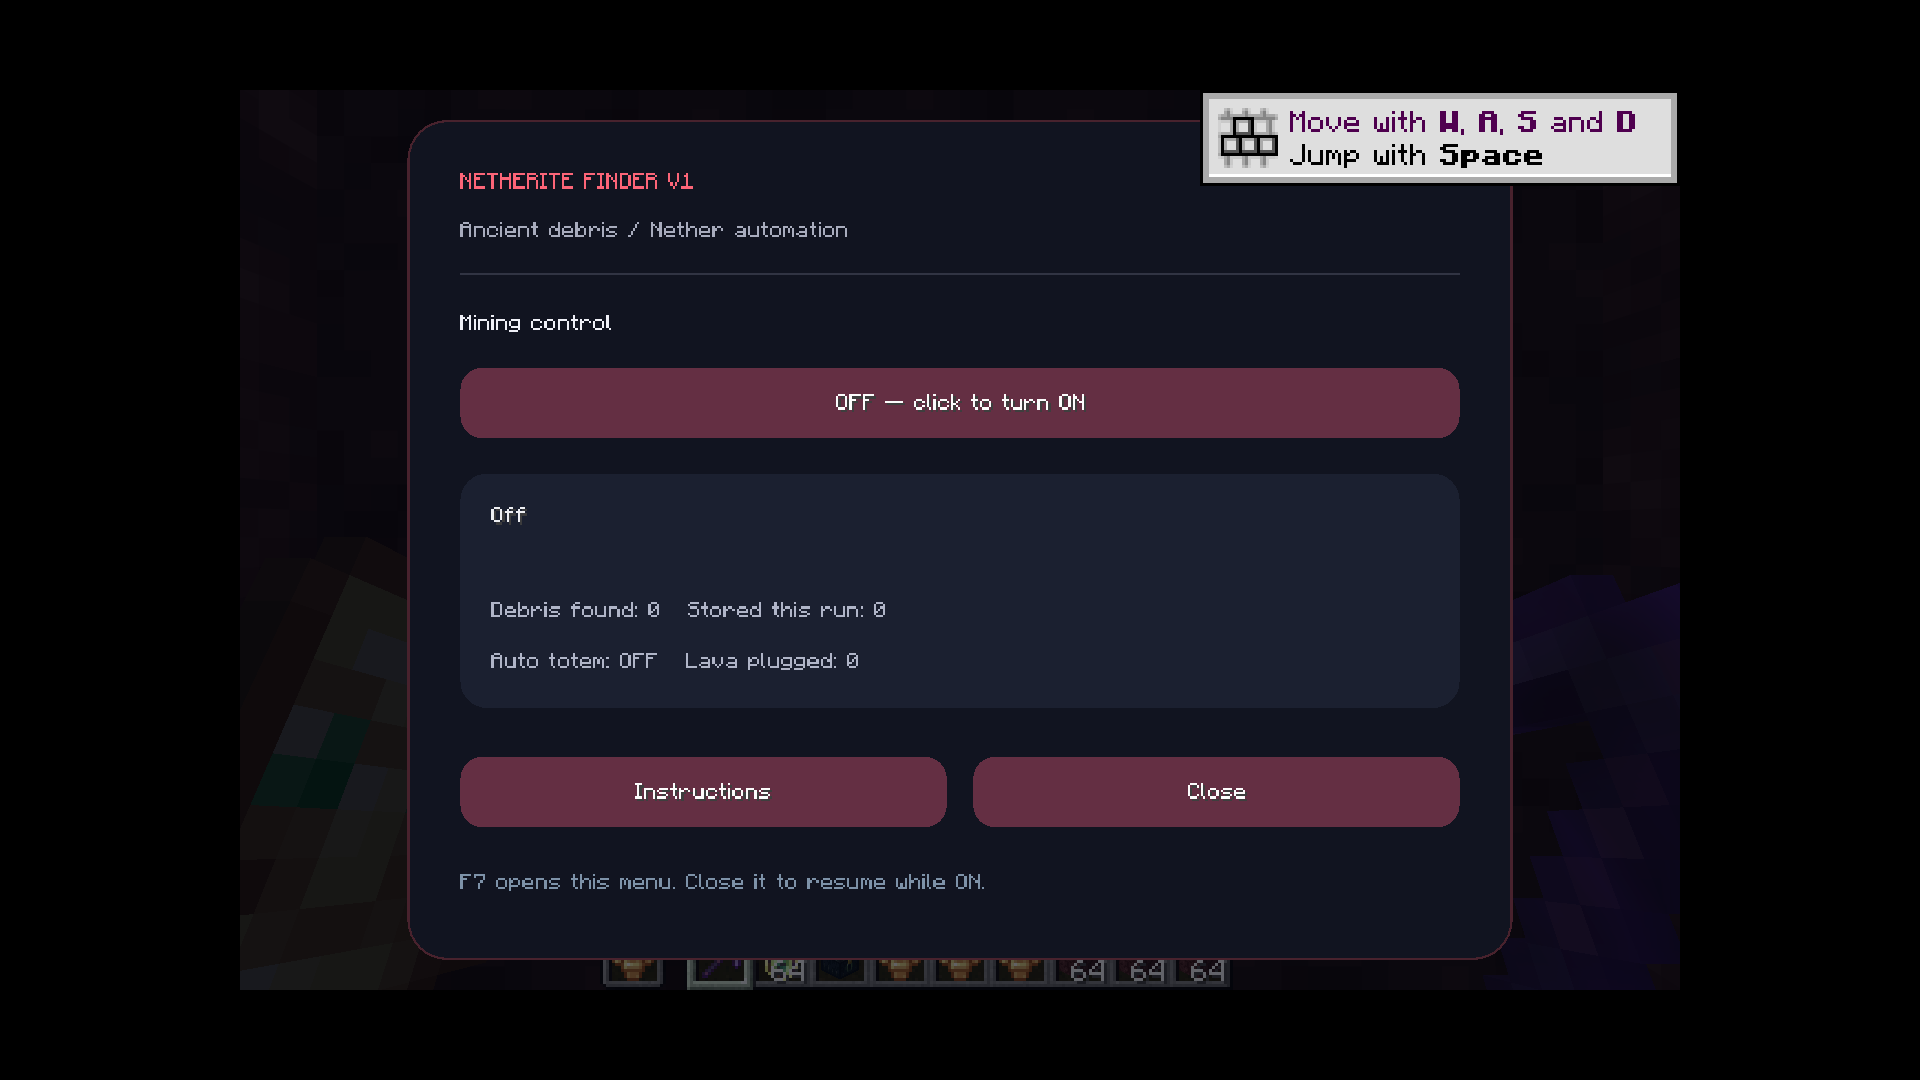 Move with W, A, S and D
Jump with Space
NETHERITE FINDER V1
Ancient debris / Nether automation
Mining control
OFF — click to turn ON
Off
Debris found: 0 Stored this run: 0
Auto totem: OFF Lava plugged: 0
Instructions Close
F7 opens this menu. Close it to resume while ON.
64 64 64 64